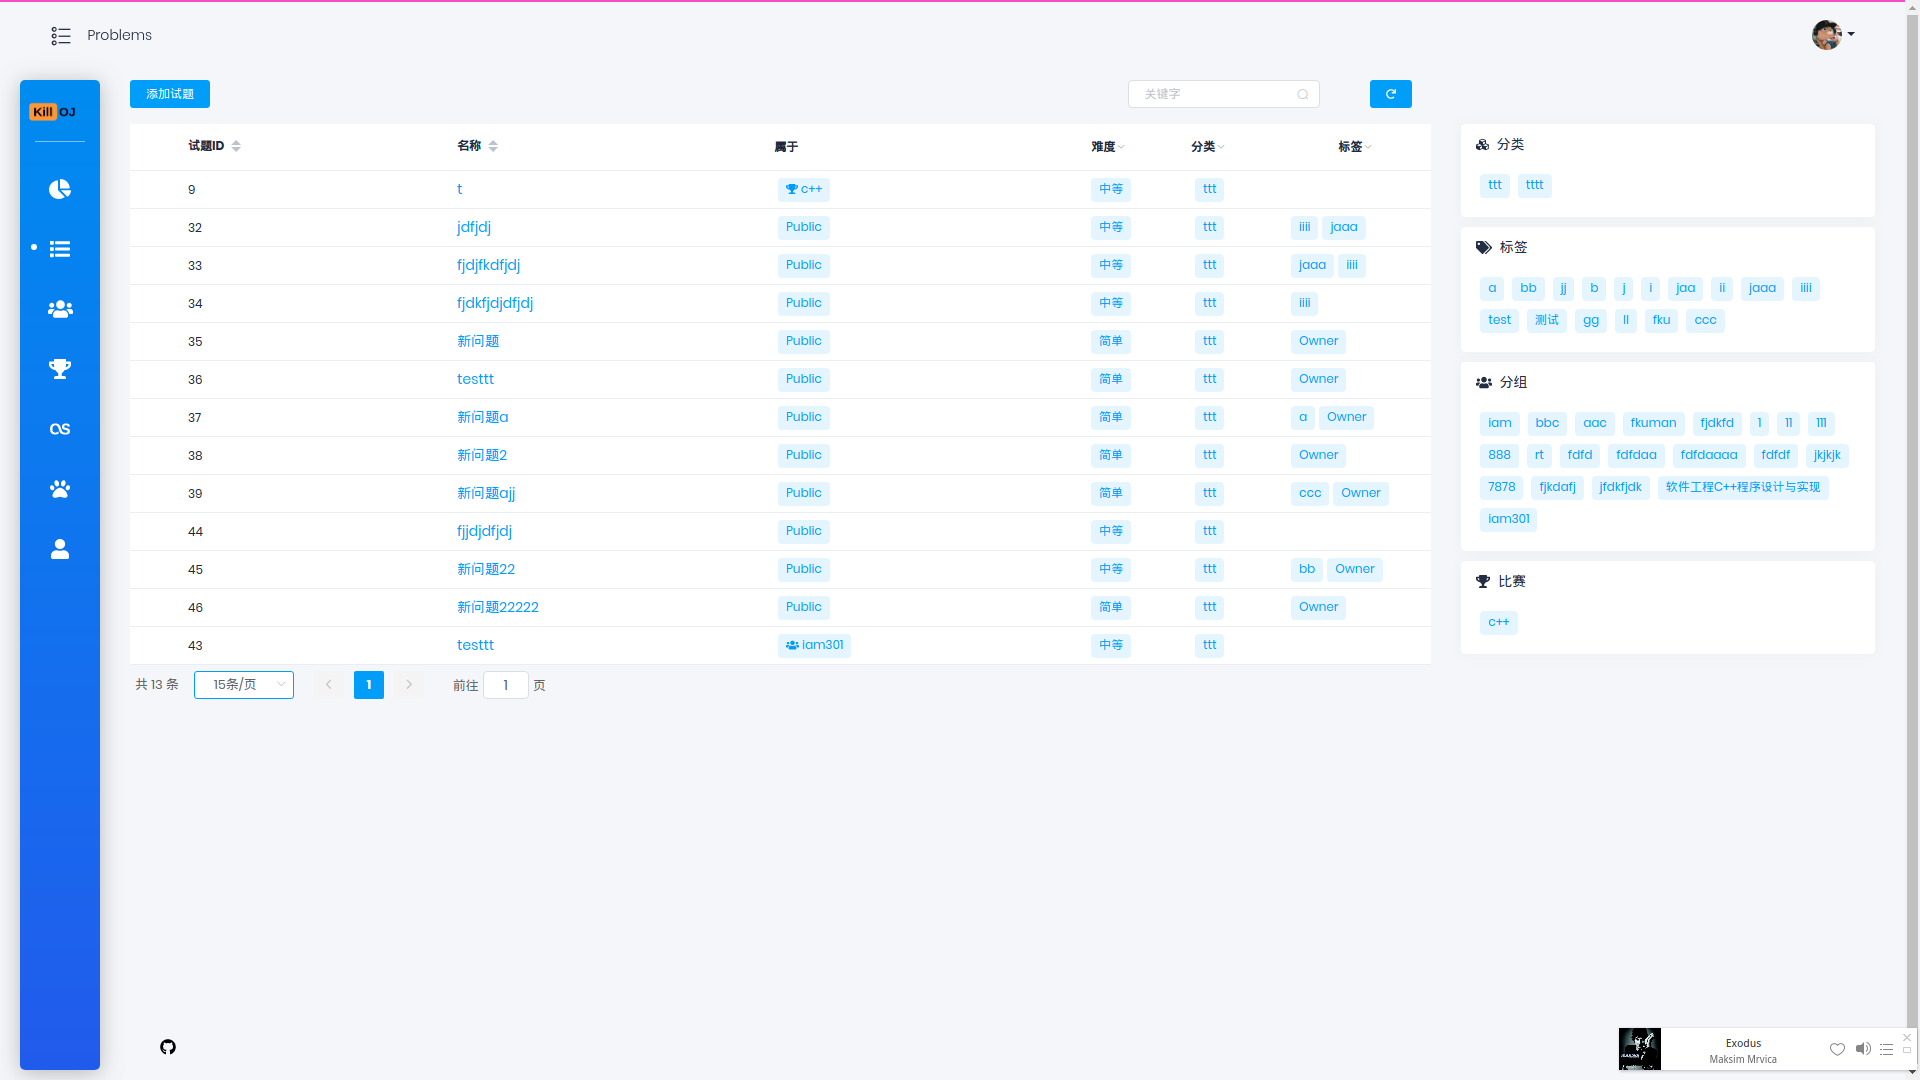 Problems
Kill OJ
添加试题
关键字
试题ID 名称 属于 难度 分类 标签
9 t c++ 中等 ttt
32 jdfjdj Public 中等 ttt iiii jaaa
33 fjdjfkdfjdj Public 中等 ttt jaaa iiii
34 fjdkfjdjdfjdj Public 中等 ttt iiii
35 新问题 Public 简单 ttt Owner
36 testtt Public 简单 ttt Owner
37 新问题a Public 简单 ttt a Owner
38 新问题2 Public 简单 ttt Owner
39 新问题ajj Public 简单 ttt ccc Owner
44 fjjdjdfjdj Public 中等 ttt
45 新问题22 Public 中等 ttt bb Owner
46 新问题22222 Public 简单 ttt Owner
43 testtt iam301 中等 ttt
共 13 条 15条/页 1 前往 1 页
分类
ttt tttt
标签
a bb jj b j i jaa ii jaaa iiii
test 测试 gg ll fku ccc
分组
iam bbc aac fkuman fjdkfd 1 11 111
888 rt fdfd fdfdaa fdfdaaaa fdfdf jkjkjk
7878 fjkdafj jfdkfjdk 软件工程C++程序设计与实现
iam301
比赛
c++
Exodus
Maksim Mrvica